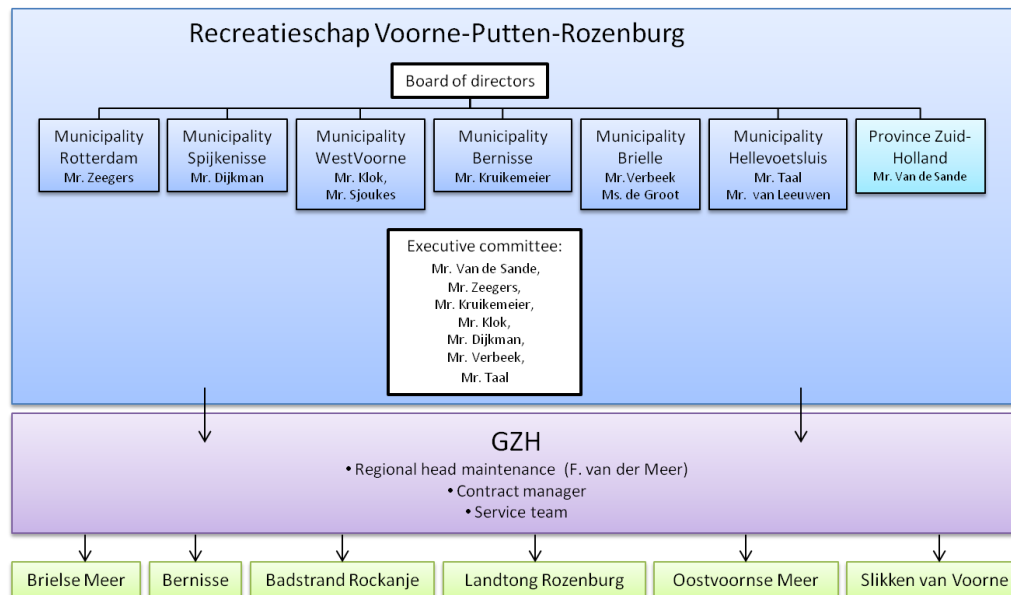 Recreatieschap Voorne-Putten-Rozenburg
Board of directors
Municipality
Rotterdam
Mr. Zeegers
Municipality
Spijkenisse
Mr. Dijkman
Municipality
WestVoorne
Mr. Klok,
Mr. Sjoukes
Municipality
Bernisse
Mr. Kruikemeier
Municipality
Brielle
Mr.Verbeek
Ms. de Groot
Municipality
Hellevoetsluis
Mr. Taal
Mr. van Leeuwen
Province Zuid-
Holland
Mr. Van de Sande
Executive committee:
Mr. Van de Sande,
Mr. Zeegers,
Mr. Kruikemeier,
Mr. Klok,
Mr. Dijkman,
Mr. Verbeek,
Mr. Taal
GZH
• Regional head maintenance (F. van der Meer)
• Contract manager
• Service team
Brielse Meer
Bernisse
Badstrand Rockanje
Landtong Rozenburg
Oostvoornse Meer
Slikken van Voorne